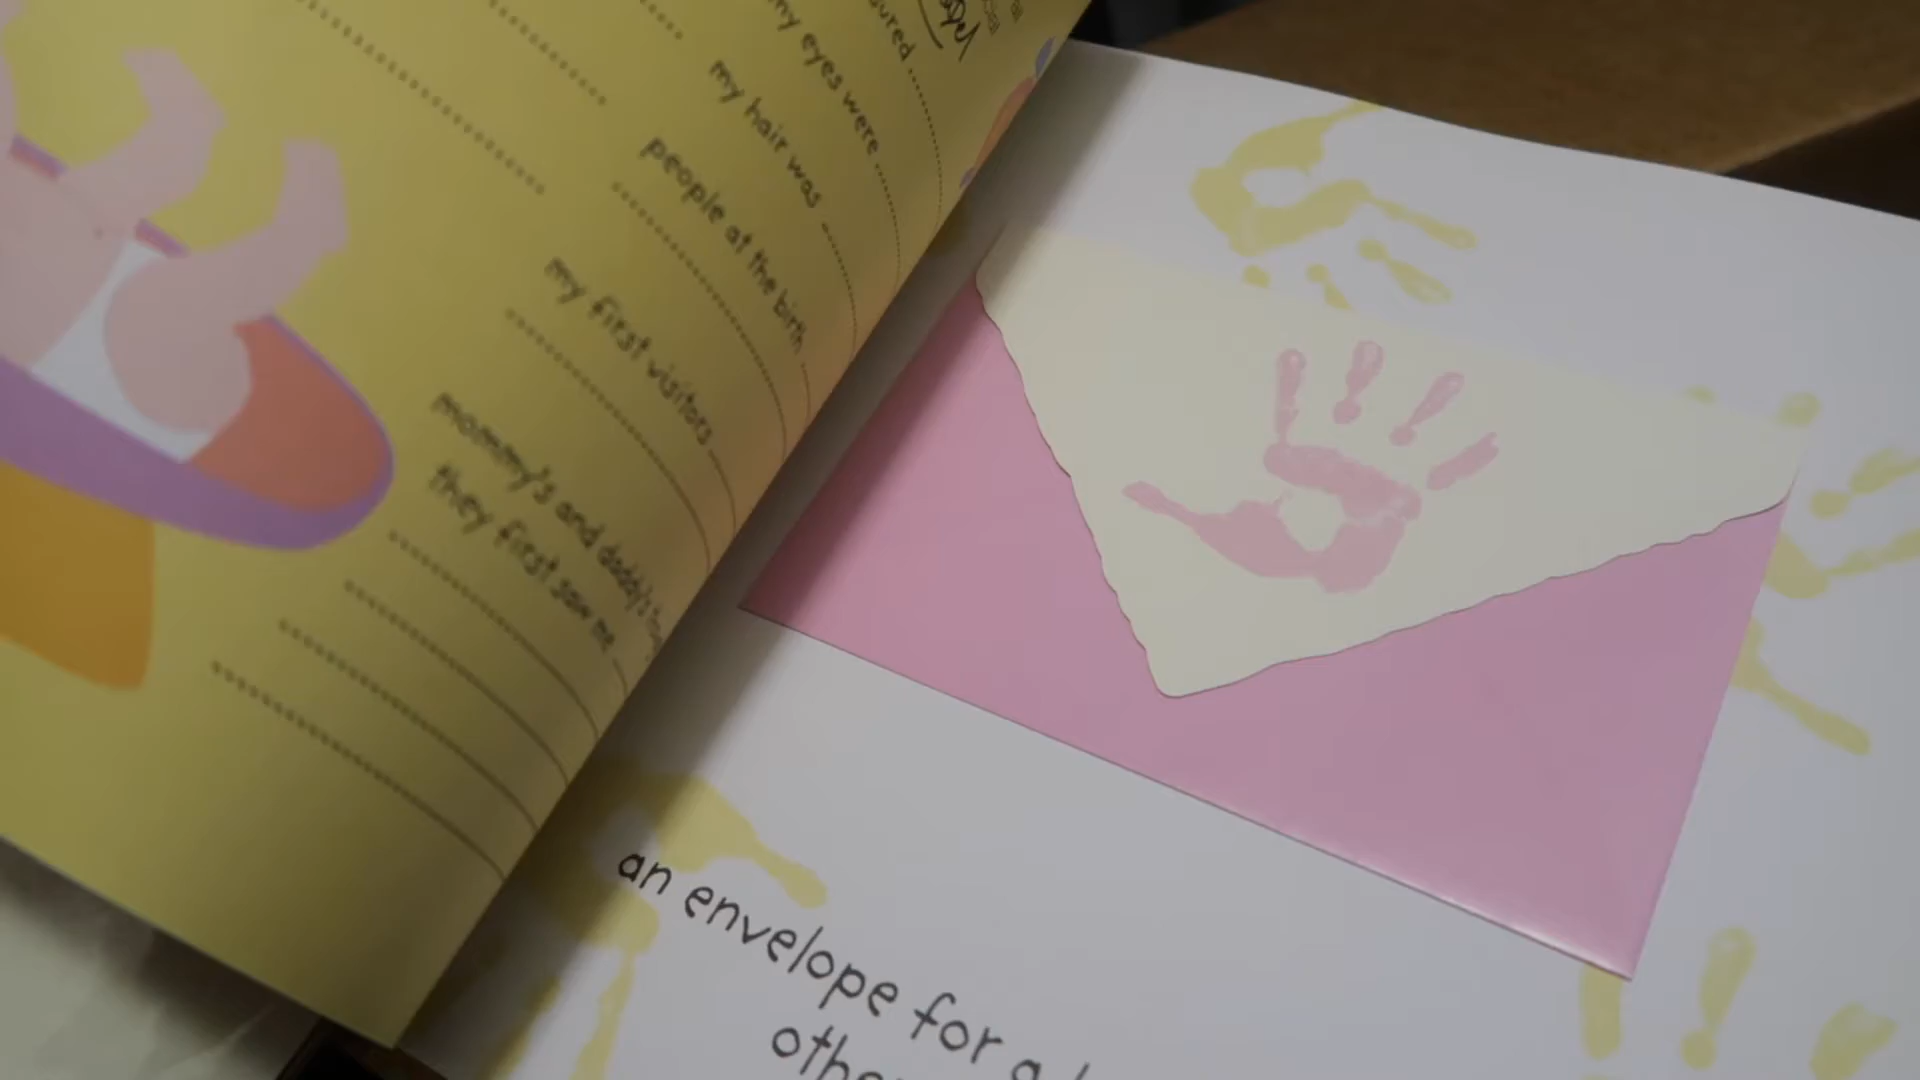 my eyes were
my hair was
people at the birth
my first visitors
mommy's and daddy's
they first saw me
an envelope for a